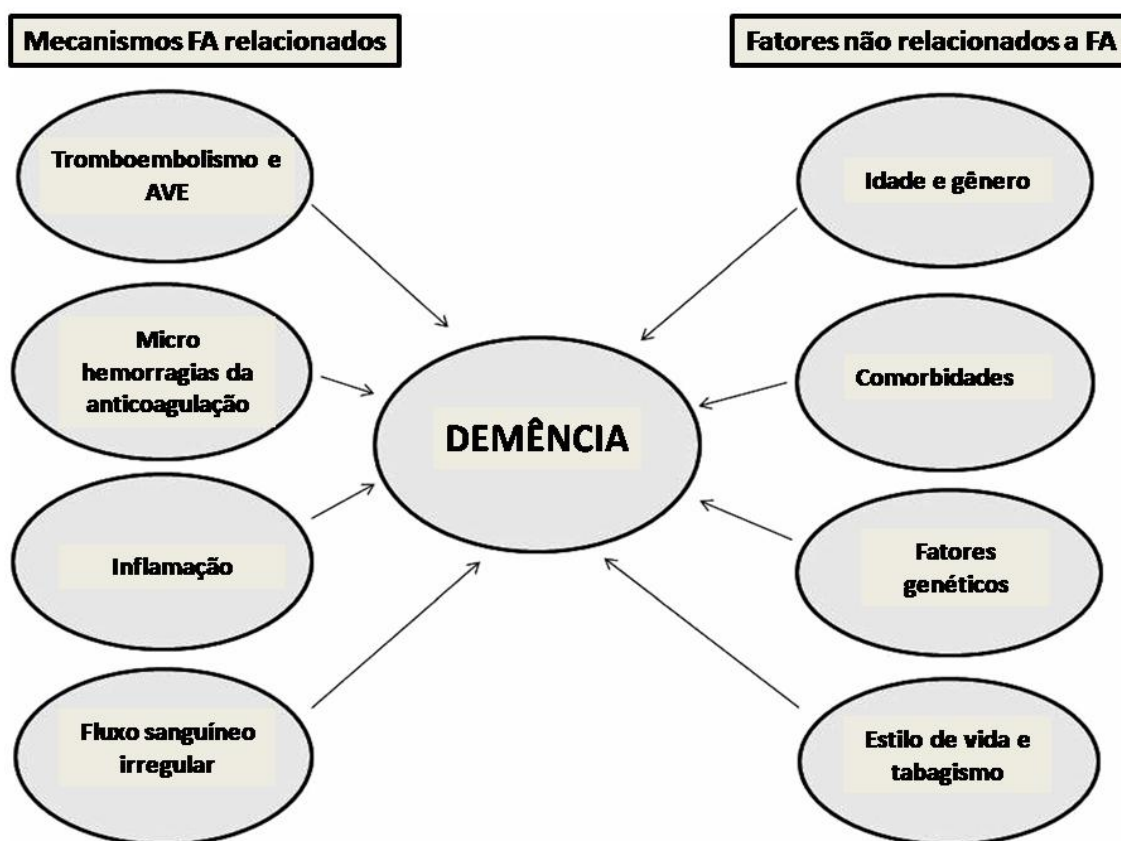 Mecanismos FA relacionados
Fatores não relacionados a FA
Tromboembolismo e
AVE
Micro
hemorragias da
anticoagulação
Inflamação
Fluxo sanguíneo
irregular
DEMÊNCIA
Idade e gênero
Comorbidades
Fatores
genéticos
Estilo de vida e
tabagismo